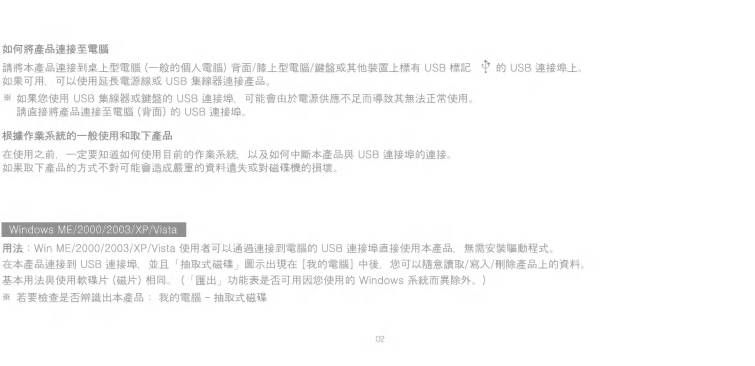 如何將產品連接至電腦
請將本產品連接到桌上型電腦 (一般的個人電腦) 背面/膝上型電腦/鍵盤或其他裝置上標有 USB 標記 的 USB 連接埠上。
如果可用, 可以使用延長電源線或 USB 集線器連接產品。
※ 如果您使用 USB 集線器或鍵盤的 USB 連接埠, 可能會由於電源供應不足而導致其無法正常使用。
請直接將產品連接至電腦 (背面) 的 USB 連接埠。
根據作業系統的一般使用和取下產品
在使用之前, 一定要知道如何使用目前的作業系統, 以及如何中斷本產品與 USB 連接埠的連接。
如果取下產品的方式不對可能會造成嚴重的資料遺失或對磁碟機的損壞。
Windows ME/2000/2003/XP/Vista
用法 : Win ME/2000/2003/XP/Vista 使用者可以通過連接到電腦的 USB 連接埠直接使用本產品, 無需安裝驅動程式。
在本產品連接到 USB 連接埠, 並且「抽取式磁碟」圖示出現在 [我的電腦] 中後, 您可以隨意讀取/寫入/刪除產品上的資料。
基本用法與使用軟碟片 (磁片) 相同。 (「匯出」功能表是否可用因您使用的 Windows 系統而異除外。)
※ 若要檢查是否辨識出本產品 : 我的電腦 - 抽取式磁碟
02